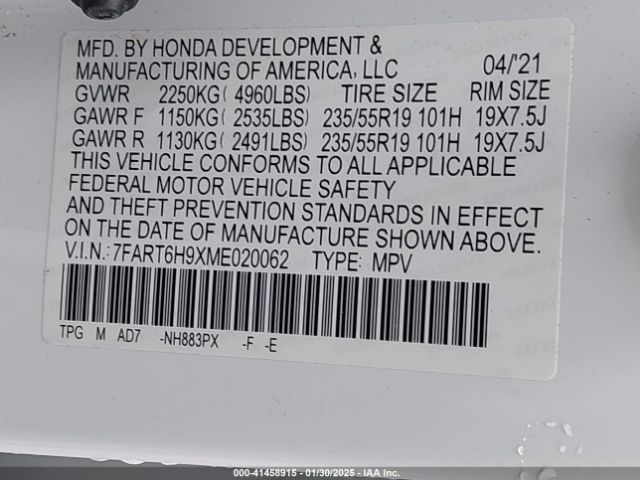 MFD. BY HONDA DEVELOPMENT &
MANUFACTURING OF AMERICA, LLC 04/'21
GVWR 2250KG( 4960LBS) TIRE SIZE RIM SIZE
GAWR F 1150KG( 2535LBS) 235/55R19 101H 19X7.5J
GAWR R 1130KG( 2491LBS) 235/55R19 101H 19X7.5J
THIS VEHICLE CONFORMS TO ALL APPLICABLE
FEDERAL MOTOR VEHICLE SAFETY
AND THEFT PREVENTION STANDARDS IN EFFECT
ON THE DATE OF MANUFACTURE SHOWN ABOVE.
V.I.N.:7FART6H9XME020062 TYPE: MPV
TPG M AD7 -NH883PX -F -E
000-41458915 - 01/30/2025 - IAA Inc.